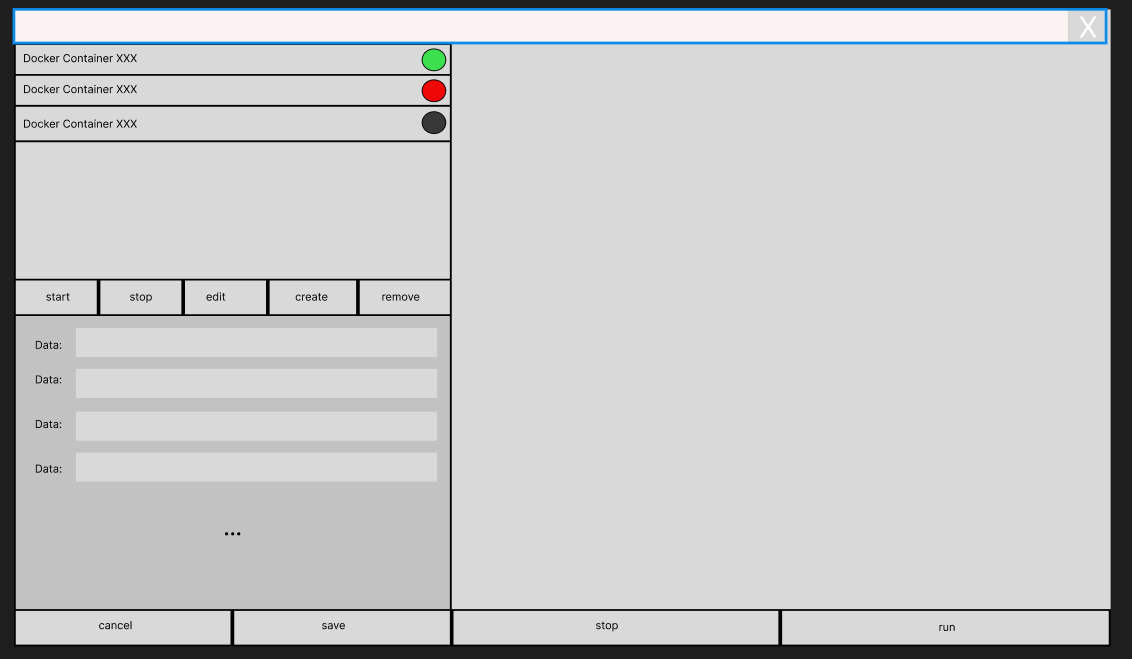 X
Docker Container XXX
Docker Container XXX
Docker Container XXX
start
stop
edit
create
remove
Data:
Data:
Data:
Data:
...
cancel
save
stop
run